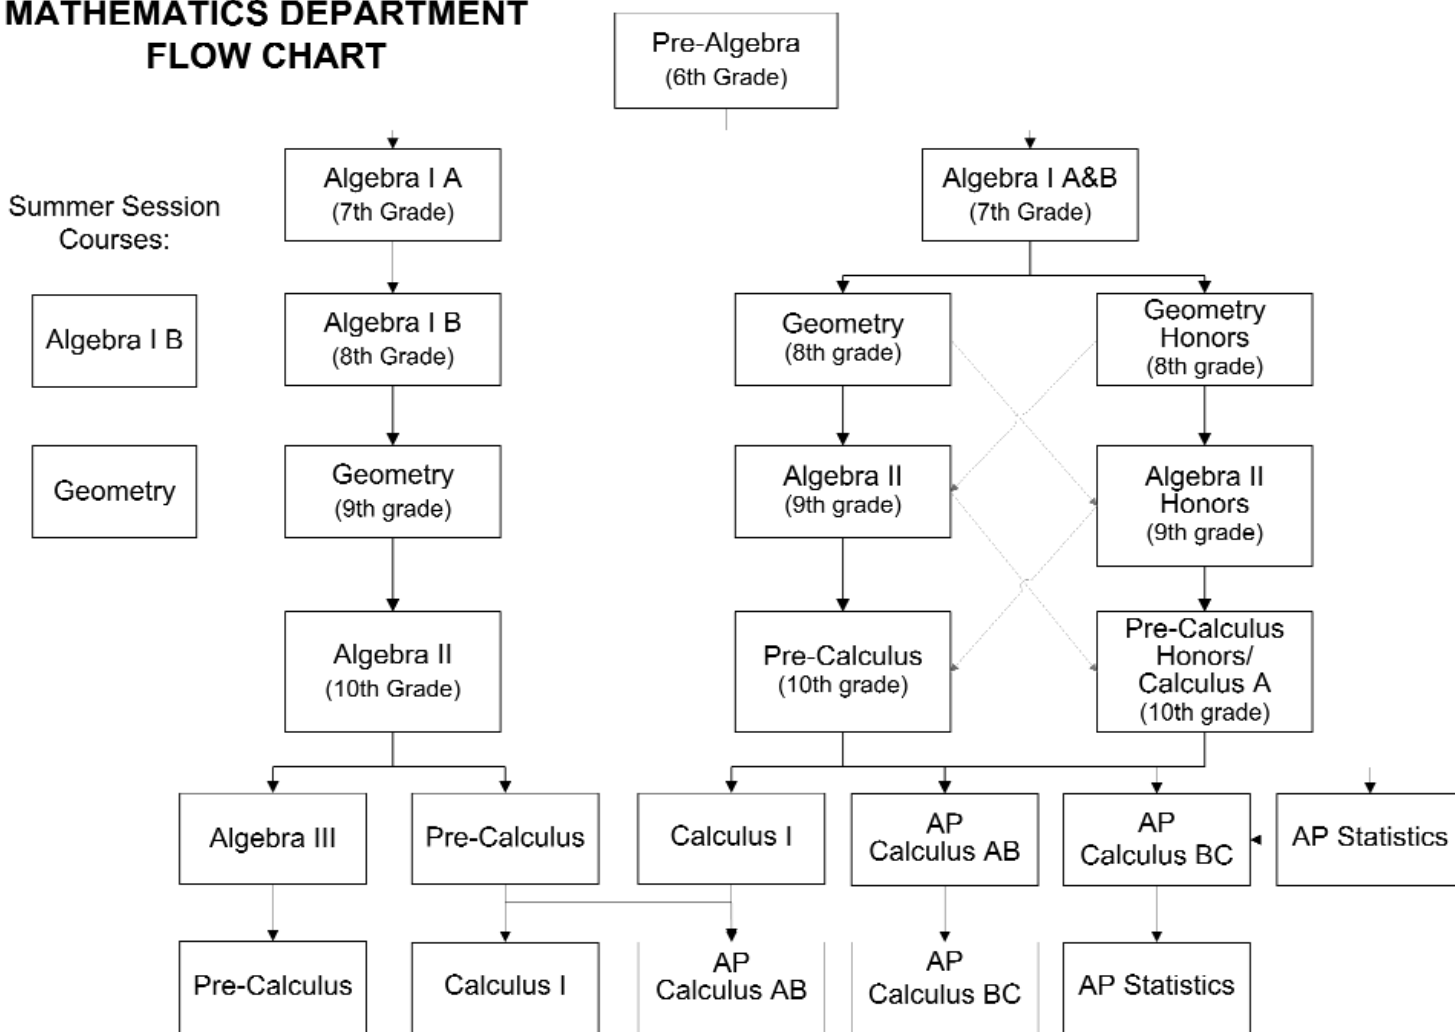 MATHEMATICS DEPARTMENT
FLOW CHART
Pre-Algebra
(6th Grade)
Algebra I A
(7th Grade)
Algebra I A&B
(7th Grade)
Summer Session
Courses:
Algebra I B
Algebra I B
(8th Grade)
Geometry
(8th grade)
Geometry
Honors
(8th grade)
Geometry
Geometry
(9th grade)
Algebra II
(9th grade)
Algebra II
Honors
(9th grade)
Algebra II
(10th Grade)
Pre-Calculus
(10th grade)
Pre-Calculus
Honors/
Calculus A
(10th grade)
Algebra III
Pre-Calculus
Calculus I
AP
Calculus AB
AP
Calculus BC
AP Statistics
Pre-Calculus
Calculus I
AP
Calculus AB
AP
Calculus BC
AP Statistics